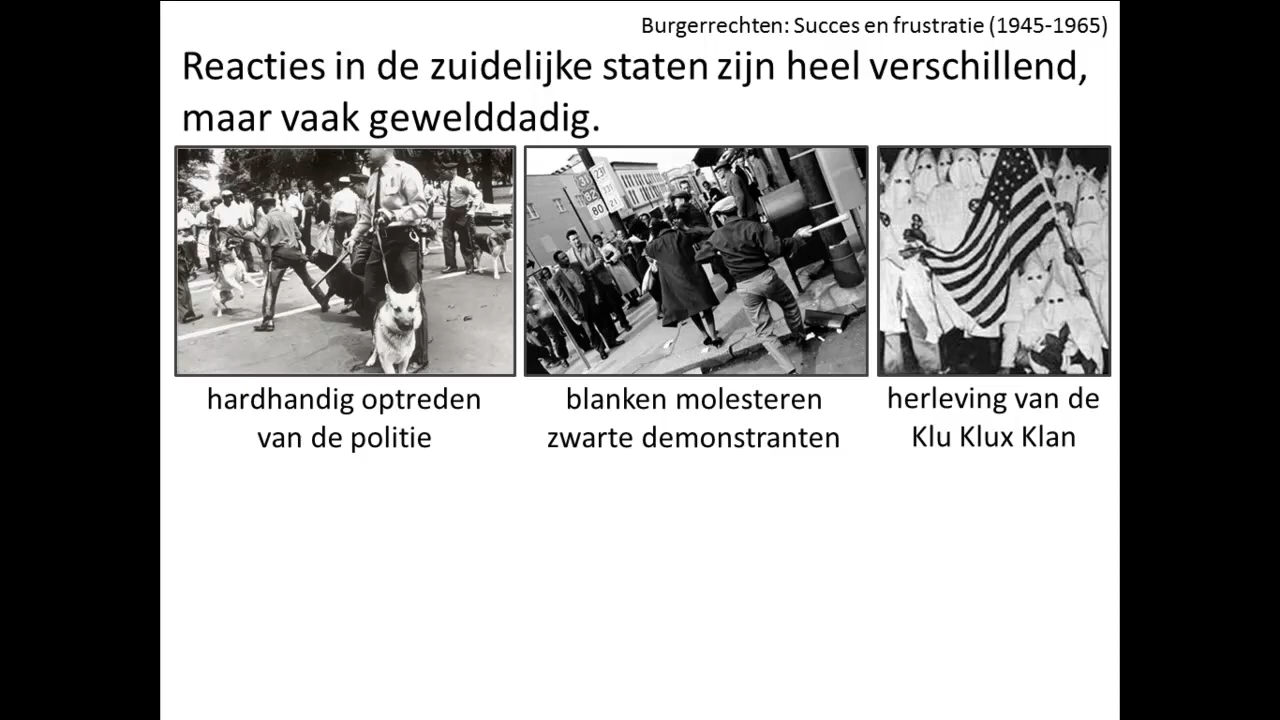 Burgerrechten: Succes en frustratie (1945-1965)
Reacties in de zuidelijke staten zijn heel verschillend,
maar vaak gewelddadig.
80
hardhandig optreden
van de politie
blanken molesteren
zwarte demonstranten
herleving van de
Klu Klux Klan